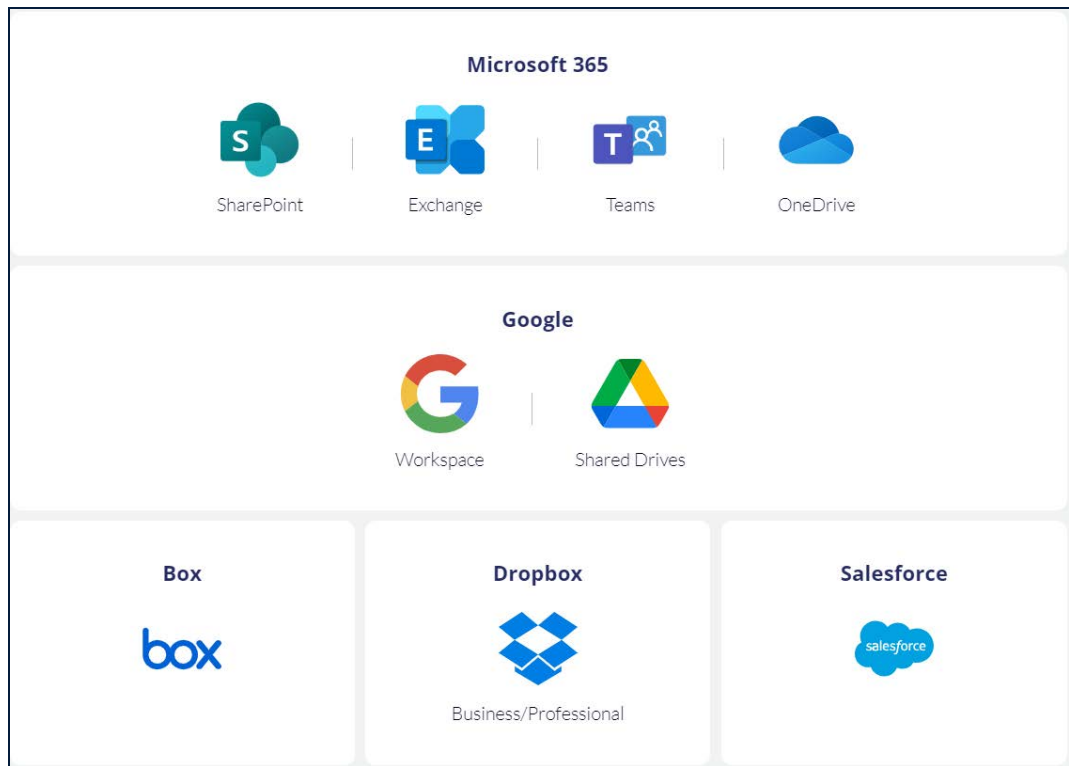 Microsoft 365
S
E
T
SharePoint
Exchange
Teams
OneDrive
Google
Workspace
Shared Drives
Box
Dropbox
Salesforce
box
salesforce
Business/Professional